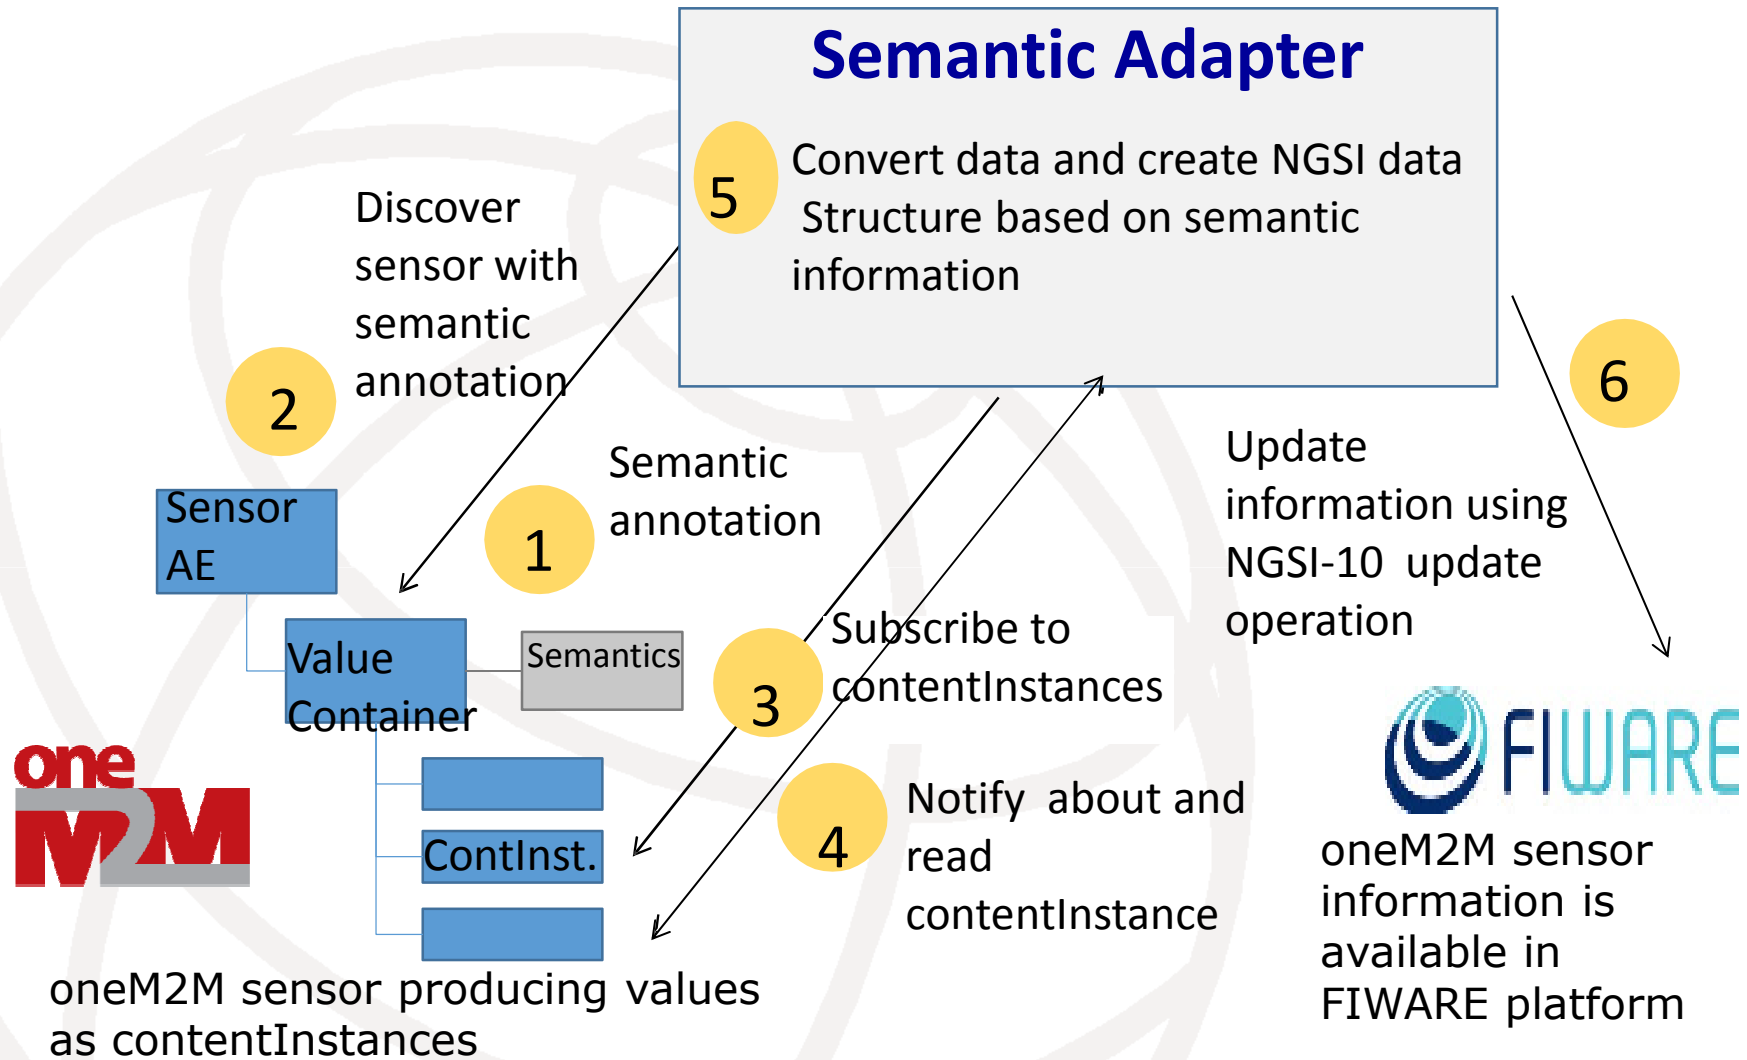 Semantic Adapter
5
Convert data and create NGSI data
Structure based on semantic
information
Discover
sensor with
semantic
annotation
2
6
Semantic
annotation
1
Update
information using
NGSI-10 update
operation
Sensor
AE
Value
Container
Semantics
3
Subscribe to
contentInstances
one
M2M
ContInst.
4
Notify about and
read
contentInstance
FIWARE
oneM2M sensor
information is
available in
FIWARE platform
oneM2M sensor producing values
as contentInstances